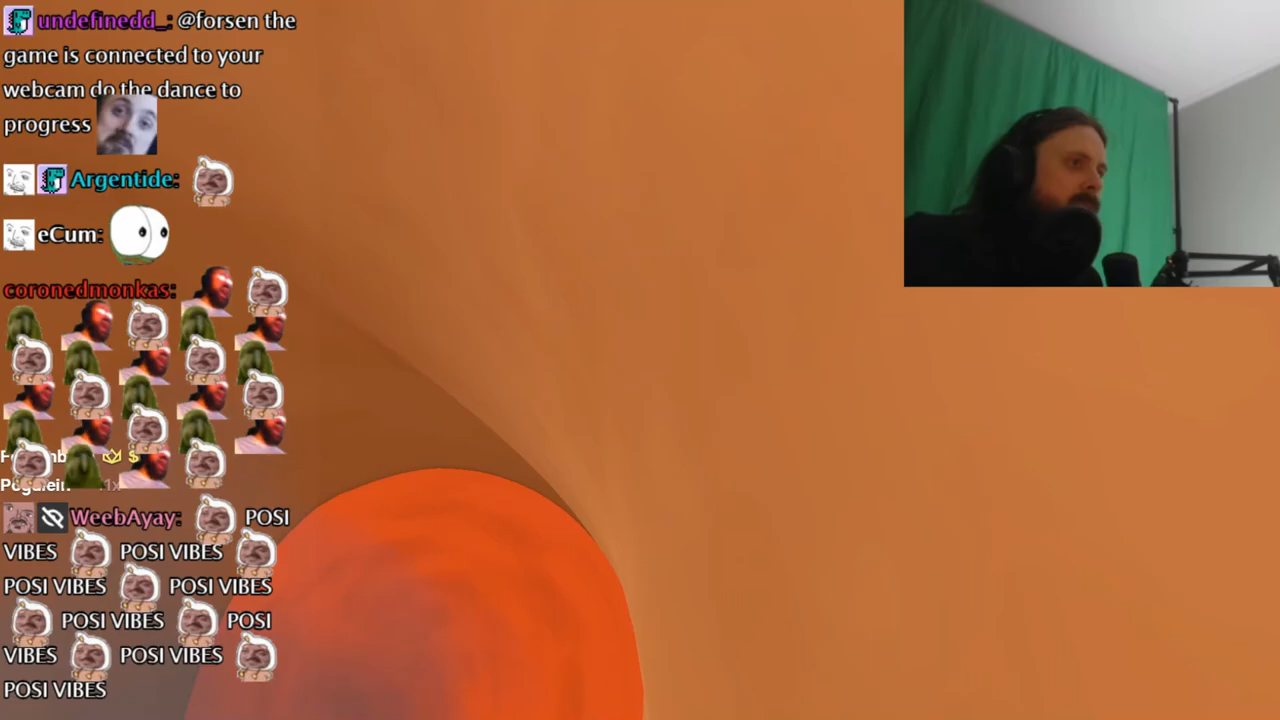 undefinedd_: @forsen the
game is connected to your
webcam do the dance to
progress
Argentide:
eCum:
coronedmonkas:
$
WeebAyay: POSI
VIBES POSI VIBES
POSI VIBES POSI VIBES
POSI VIBES POSI
VIBES POSI VIBES
POSI VIBES